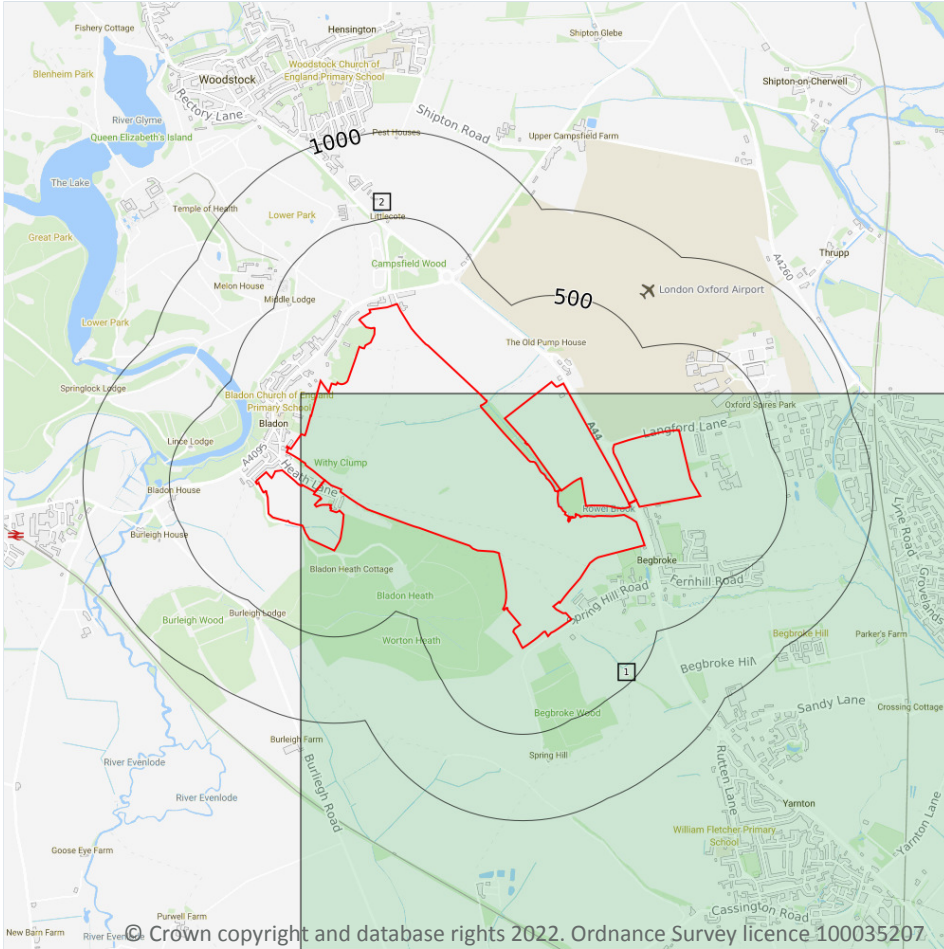 Fishery Cottage
Hensington
Shipton Glebe
Blenheim Park
Woodstock
Woodstock Church of
England Primary School
Shipton-on-Cherwell
Rectory Lane
River Glyme
Queen Elizabeth's Island
1000
Pest Houses
Shipton Road
Upper Campsfield Farm
The Lake
2
Littlecote
Temple of Health
Lower Park
Great Park
Campsfield Wood
Thrupp
A4260
Meion House
Middle Lodge
500
London Oxford Airport
Lower Park
The Old Pump House
Springlock Lodge
Bladon Church of England
Primary School
Oxford Spires Park
Bladon
A44
Langford Lane
Lince Lodge
A4095
Withy Clump
Heath Lane
Bladon House
Rowel Brook
Lyne Road
Burleigh House
Begbroke
Bladon Heath Cottage
Fernhill Road
Grovelands
Bladon Heath
Spring Hill Road
Burleigh Lodge
Burleigh Wood
Worton Heath
Begbroke Hill
Parker's Farm
Begbroke Hill
1
Sandy Lane
Crossing Cottage
Begbroke Wood
Burleigh Farm
Spring Hill
River Evenlode
Burliegh Road
Rutten Lane
River Evenlode
Yarnton
Yarnton Lane
William Fletcher Primary
School
Goose Eye Farm
Cassington Road
Purwell Farm
New Barn Farm
River Evenlode
© Crown copyright and database rights 2022. Ordnance Survey licence 100035207.